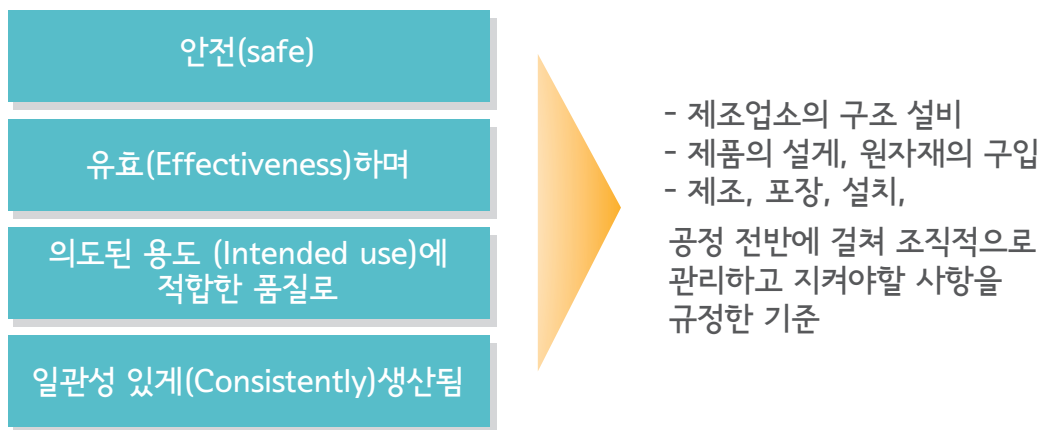 안전(safe)
유효(Effectiveness)하며
의도된 용도 (Intended use)에
적합한 품질로
일관성 있게(Consistently)생산됨
- 제조업소의 구조 설비
- 제품의 설게, 원자재의 구입
- 제조, 포장, 설치,
공정 전반에 걸쳐 조직적으로
관리하고 지켜야할 사항을
규정한 기준